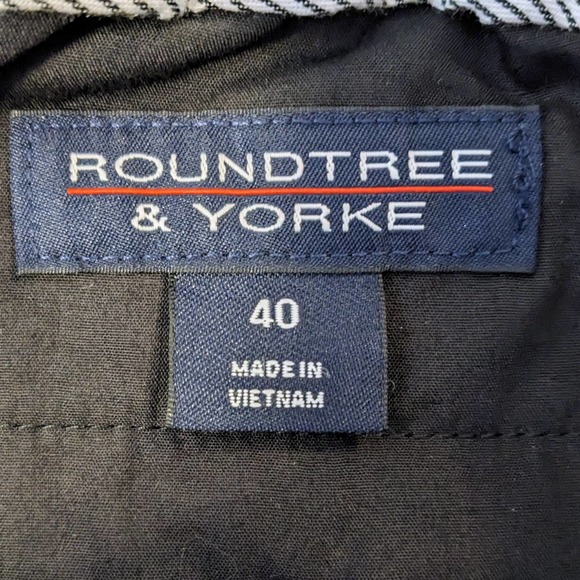 ROUNDTREE
& YORKE
40
MADE IN
VIETNAM